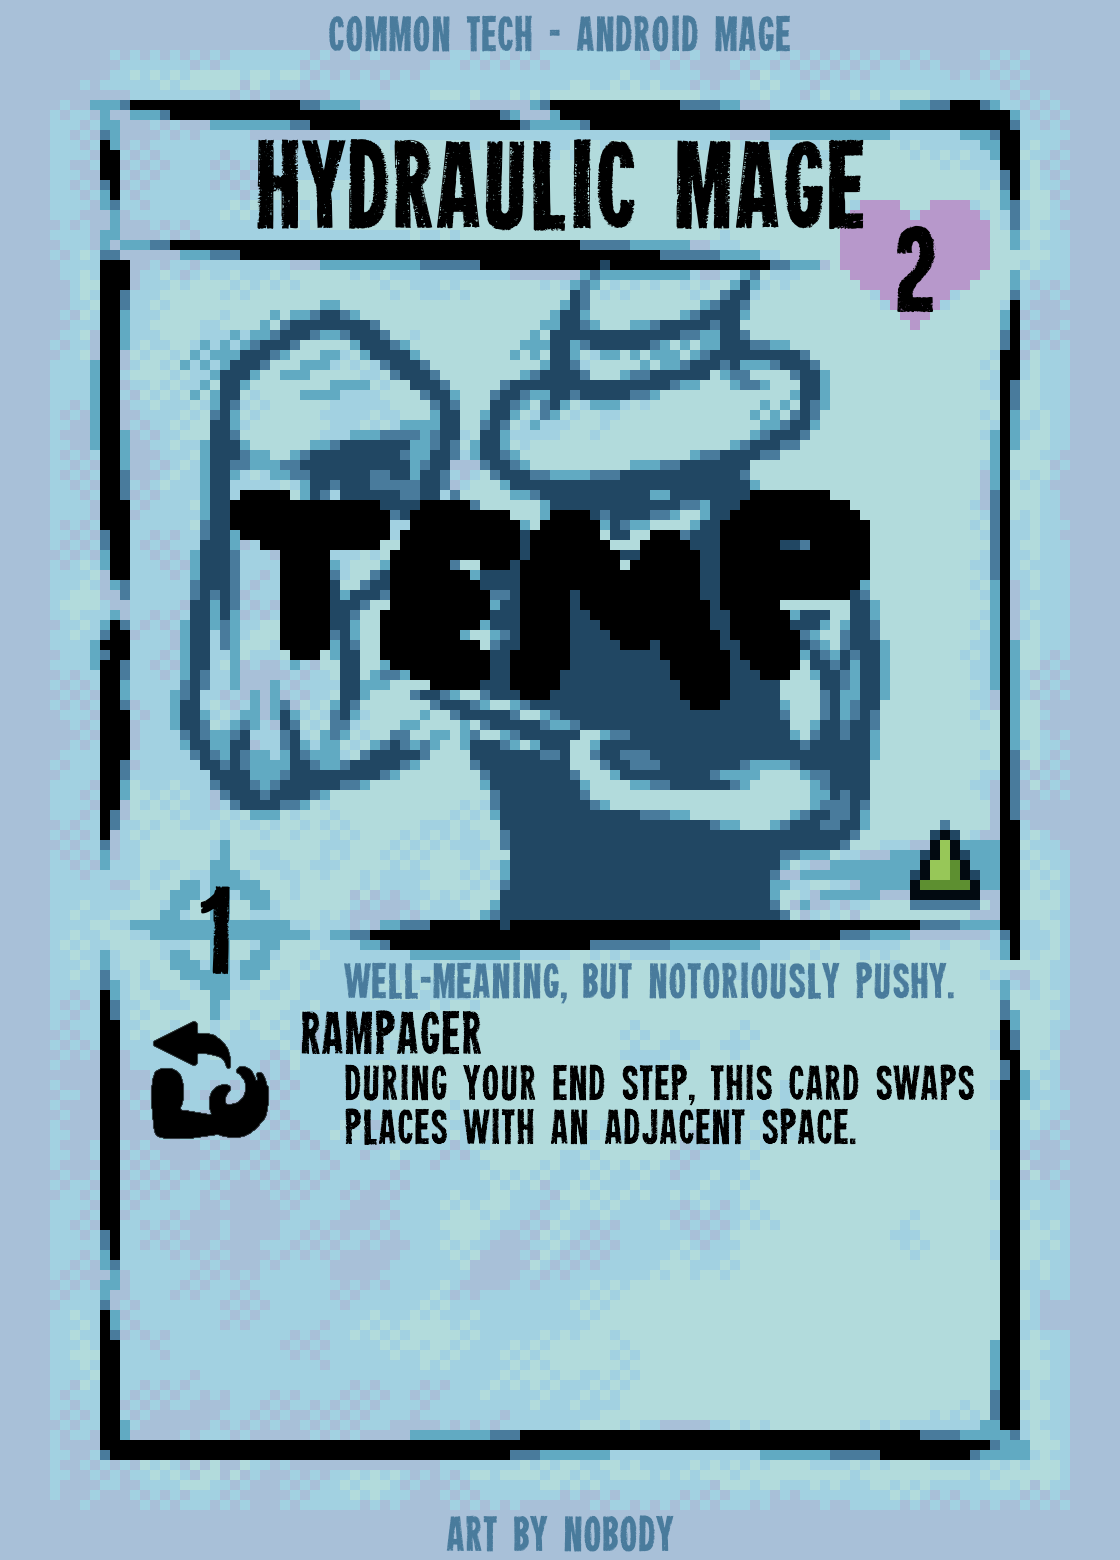 COMMON TECH - ANDROID MAGE
HYDRAULIC MAGE
2
TEMP
1
WELL-MEANING, BUT NOTORIOUSLY PUSHY.
RAMPAGER
DURING YOUR END STEP, THIS CARD SWAPS
PLACES WITH AN ADJACENT SPACE.
ART BY NOBODY